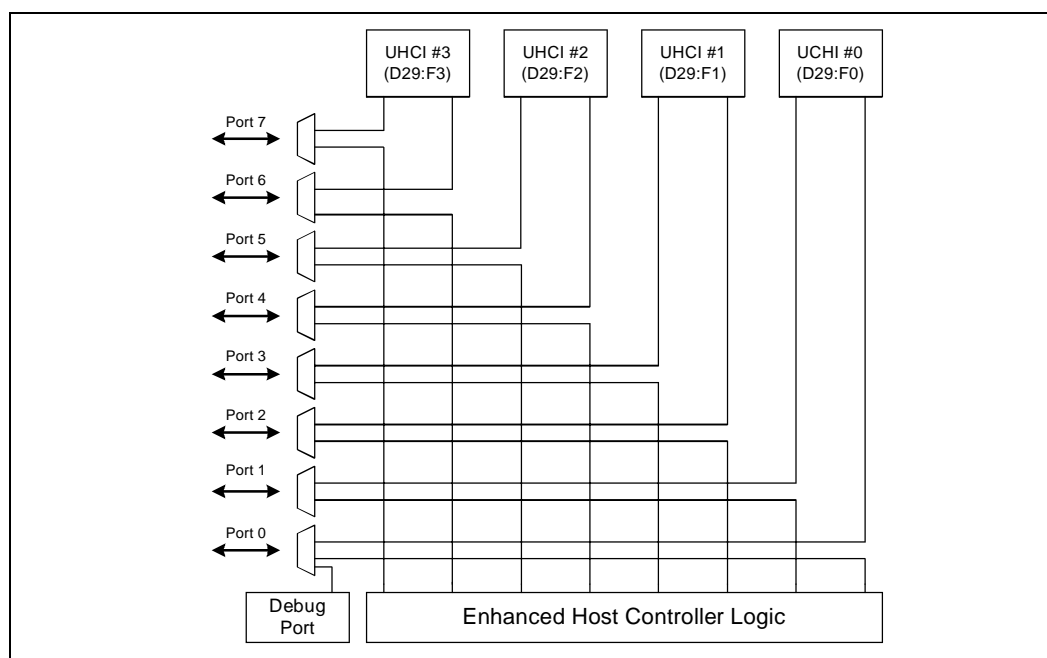 UHCI #3
(D29:F3)
UHCI #2
(D29:F2)
UHCI #1
(D29:F1)
UCHI #0
(D29:F0)
Port 7
Port 6
Port 5
Port 4
Port 3
Port 2
Port 1
Port 0
Debug
Port
Enhanced Host Controller Logic